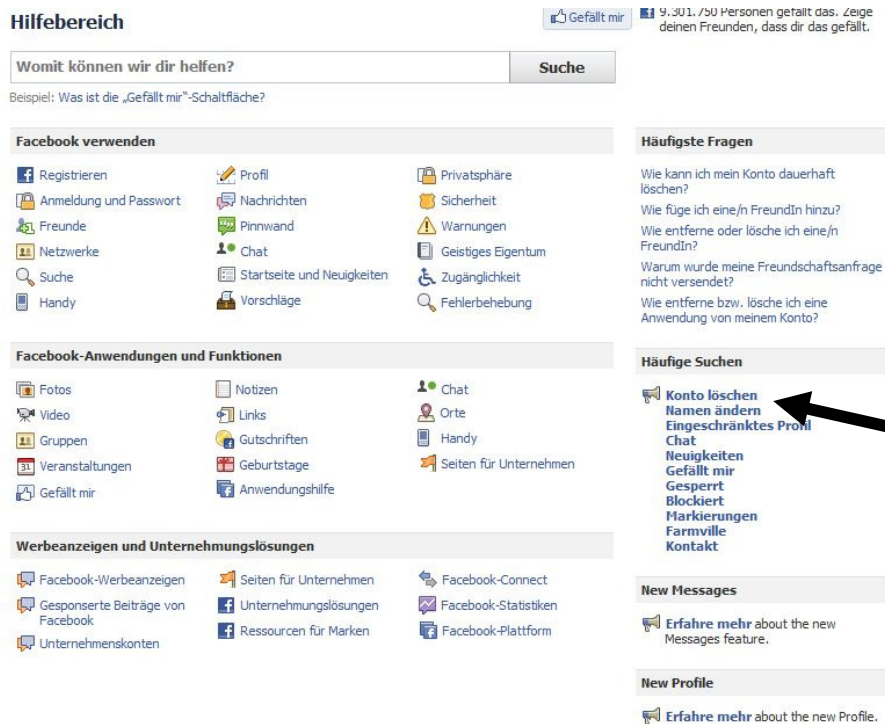 Hilfebereich
Gefällt mir
9.301.750 Personen gefällt das. Zeige
deinen Freunden, dass dir das gefällt.
Womit können wir dir helfen?
Suche
Beispiel: Was ist die „Gefällt mir"-Schaltfläche?
Facebook verwenden
Registrieren
Anmeldung und Passwort
Freunde
Netzwerke
Suche
Handy
Profil
Nachrichten
Pinnwand
Chat
Startseite und Neuigkeiten
Vorschläge
Privatsphäre
Sicherheit
Warnungen
Geistiges Eigentum
Zugänglichkeit
Fehlerbehebung
Facebook-Anwendungen und Funktionen
Fotos
Video
Gruppen
31 Veranstaltungen
Gefällt mir
Notizen
Links
Gutschriften
Geburtstage
Anwendungshilfe
Chat
Orte
Handy
Seiten für Unternehmen
Werbeanzeigen und Unternehmungslösungen
Facebook-Werbeanzeigen
Gesponserte Beiträge von
Facebook
Unternehmenskonten
Seiten für Unternehmen
Unternehmungslösungen
Ressourcen für Marken
Facebook-Connect
Facebook-Statistiken
Facebook-Plattform
Häufigste Fragen
Wie kann ich mein Konto dauerhaft
löschen?
Wie füge ich eine/n FreundIn hinzu?
Wie entferne oder lösche ich eine/n
FreundIn?
Warum wurde meine Freundschaftsanfrage
nicht versendet?
Wie entferne bzw. lösche ich eine
Anwendung von meinem Konto?
Häufige Suchen
Konto löschen
Namen ändern
Eingeschränktes Profil
Chat
Neuigkeiten
Gefällt mir
Gesperrt
Blockiert
Markierungen
Farmville
Kontakt
New Messages
Erfahre mehr about the new
Messages feature.
New Profile
Erfahre mehr about the new Profile.